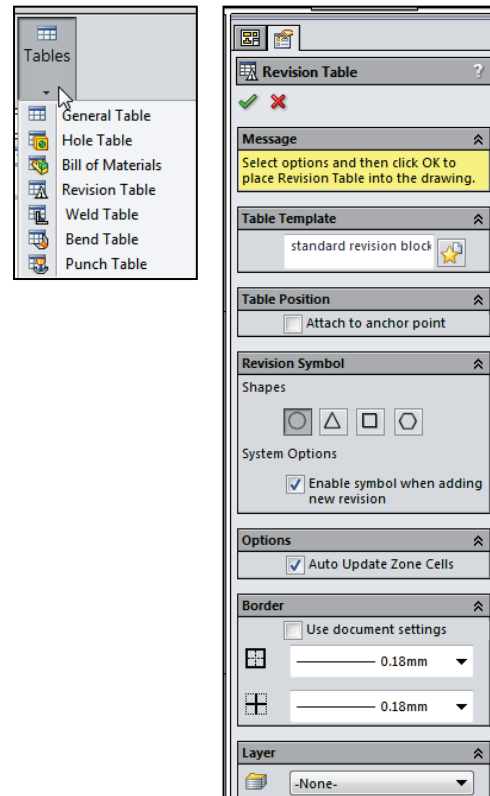 Tables
General Table
Hole Table
Bill of Materials
Revision Table
Weld Table
Bend Table
Punch Table
Revision Table
?
Message
Select options and then click OK to
place Revision Table into the drawing.
Table Template
standard revision block
Table Position
Attach to anchor point
Revision Symbol
Shapes
System Options
Enable symbol when adding
new revision
Options
Auto Update Zone Cells
Border
Use document settings
0.18mm
0.18mm
Layer
-None-